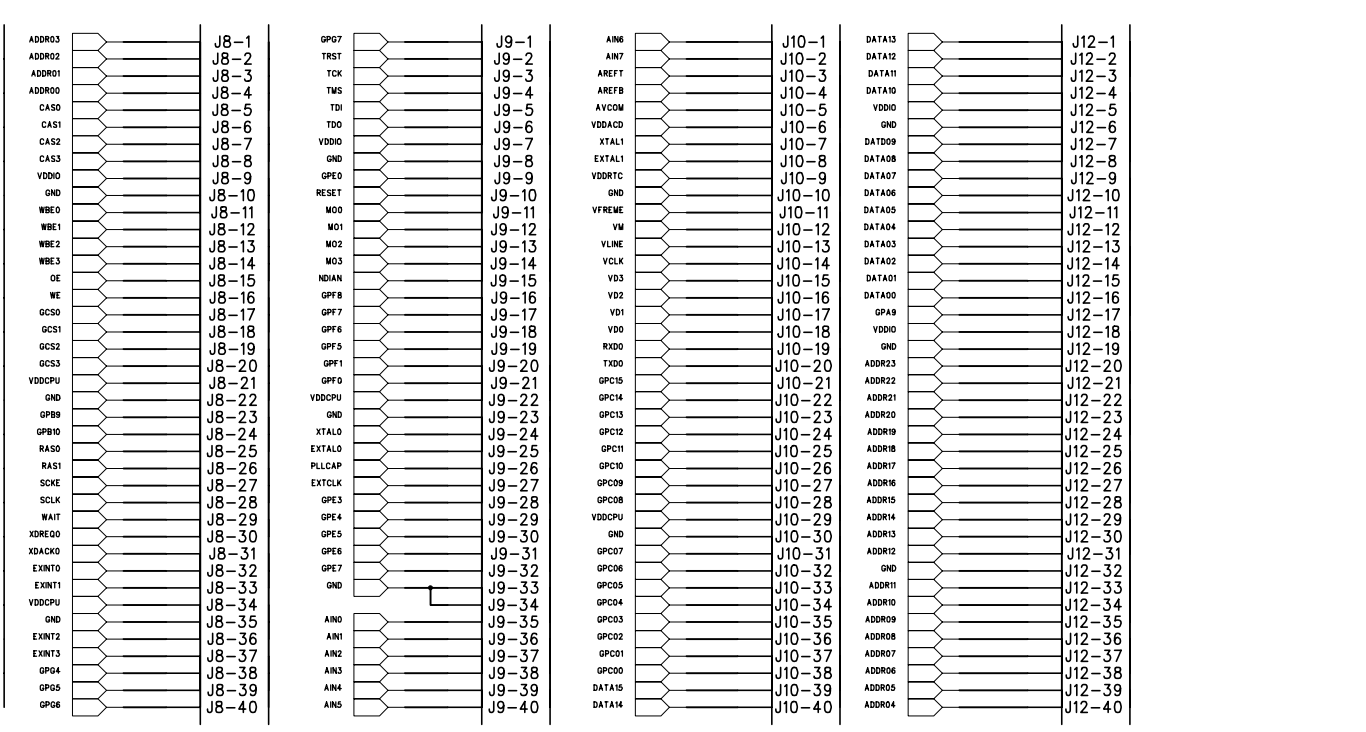 ADDR03 J8-1
ADDR02 J8-2
ADDR01 J8-3
ADDR00 J8-4
CAS0 J8-5
CAS1 J8-6
CAS2 J8-7
CAS3 J8-8
VDDIO J8-9
GND J8-10
WBE0 J8-11
WBE1 J8-12
WBE2 J8-13
WBE3 J8-14
OE J8-15
WE J8-16
GCS0 J8-17
GCS1 J8-18
GCS2 J8-19
GCS3 J8-20
VDDCPU J8-21
GND J8-22
GPB9 J8-23
GPB10 J8-24
RAS0 J8-25
RAS1 J8-26
SCKE J8-27
SCLK J8-28
WAIT J8-29
XDREQ0 J8-30
XDACK0 J8-31
EXINT0 J8-32
EXINT1 J8-33
VDDCPU J8-34
GND J8-35
EXINT2 J8-36
EXINT3 J8-37
GPG4 J8-38
GPG5 J8-39
GPG6 J8-40
GPG7 J9-1
TRST J9-2
TCK J9-3
TMS J9-4
TDI J9-5
TDO J9-6
VDDIO J9-7
GND J9-8
GPE0 J9-9
RESET J9-10
MO0 J9-11
MO1 J9-12
MO2 J9-13
MO3 J9-14
NDIAN J9-15
GPF8 J9-16
GPF7 J9-17
GPF6 J9-18
GPF5 J9-19
GPF1 J9-20
GPF0 J9-21
VDDCPU J9-22
GND J9-23
XTAL0 J9-24
EXTAL0 J9-25
PLLCAP J9-26
EXTCLK J9-27
GPE3 J9-28
GPE4 J9-29
GPE5 J9-30
GPE6 J9-31
GPE7 J9-32
GND J9-33
J9-34
AIN0 J9-35
AIN1 J9-36
AIN2 J9-37
AIN3 J9-38
AIN4 J9-39
AIN5 J9-40
AIN6 J10-1
AIN7 J10-2
AREFT J10-3
AREFB J10-4
AVCOM J10-5
VDDACD J10-6
XTAL1 J10-7
EXTAL1 J10-8
VDDRTC J10-9
GND J10-10
VFREME J10-11
VM J10-12
VLINE J10-13
VCLK J10-14
VD3 J10-15
VD2 J10-16
VD1 J10-17
VD0 J10-18
RXD0 J10-19
TXD0 J10-20
GPC15 J10-21
GPC14 J10-22
GPC13 J10-23
GPC12 J10-24
GPC11 J10-25
GPC10 J10-26
GPC09 J10-27
GPC08 J10-28
VDDCPU J10-29
GND J10-30
GPC07 J10-31
GPC06 J10-32
GPC05 J10-33
GPC04 J10-34
GPC03 J10-35
GPC02 J10-36
GPC01 J10-37
GPC00 J10-38
DATA15 J10-39
DATA14 J10-40
DATA13 J12-1
DATA12 J12-2
DATA11 J12-3
DATA10 J12-4
VDDIO J12-5
GND J12-6
DATD09 J12-7
DATA08 J12-8
DATA07 J12-9
DATA06 J12-10
DATA05 J12-11
DATA04 J12-12
DATA03 J12-13
DATA02 J12-14
DATA01 J12-15
DATA00 J12-16
GPA9 J12-17
VDDIO J12-18
GND J12-19
ADDR23 J12-20
ADDR22 J12-21
ADDR21 J12-22
ADDR20 J12-23
ADDR19 J12-24
ADDR18 J12-25
ADDR17 J12-26
ADDR16 J12-27
ADDR15 J12-28
ADDR14 J12-29
ADDR13 J12-30
ADDR12 J12-31
GND J12-32
ADDR11 J12-33
ADDR10 J12-34
ADDR09 J12-35
ADDR08 J12-36
ADDR07 J12-37
ADDR06 J12-38
ADDR05 J12-39
ADDR04 J12-40